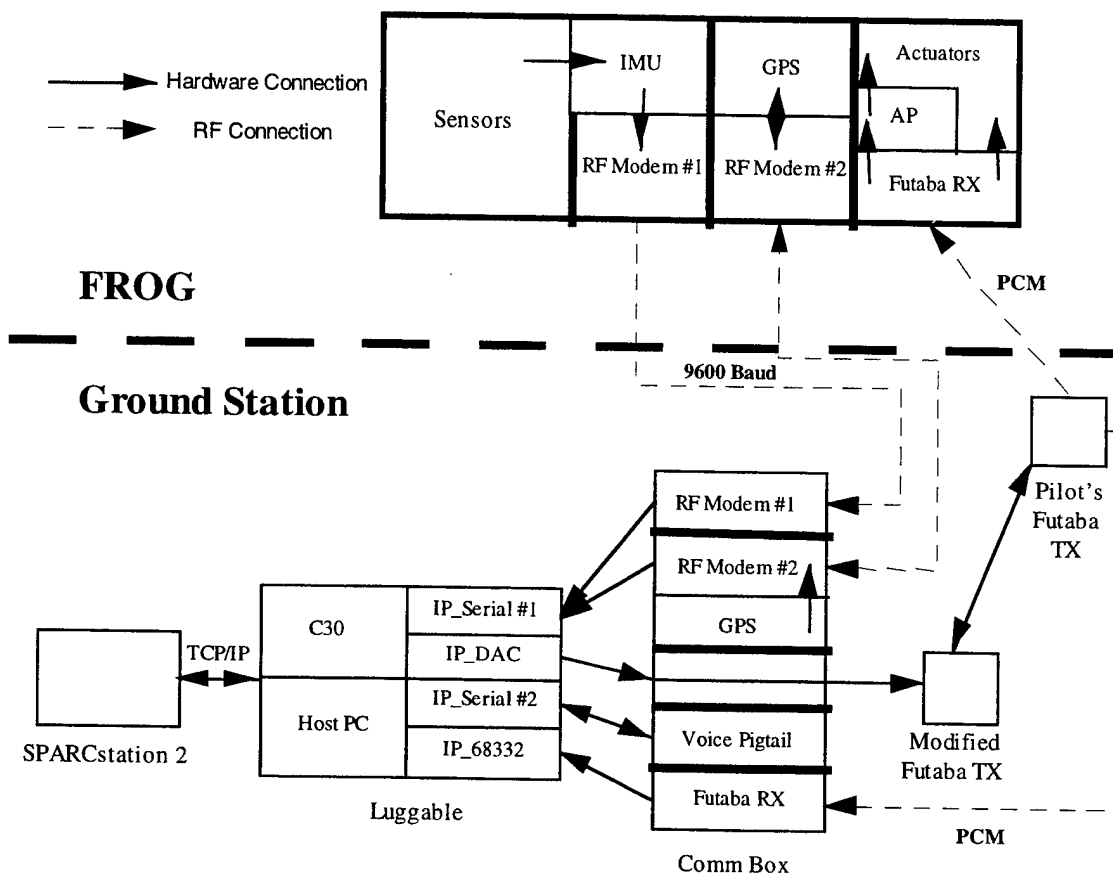 Hardware Connection
RF Connection
Sensors
IMU
GPS
Actuators
AP
RF Modem #1
RF Modem #2
Futaba RX
FROG
PCM
9600 Baud
Ground Station
Pilot's
Futaba
TX
RF Modem #1
RF Modem #2
GPS
Voice Pigtail
Futaba RX
Comm Box
IP_Serial #1
IP_DAC
IP_Serial #2
IP_68332
C30
Host PC
Luggable
TCP/IP
SPARCstation 2
Modified
Futaba TX
PCM